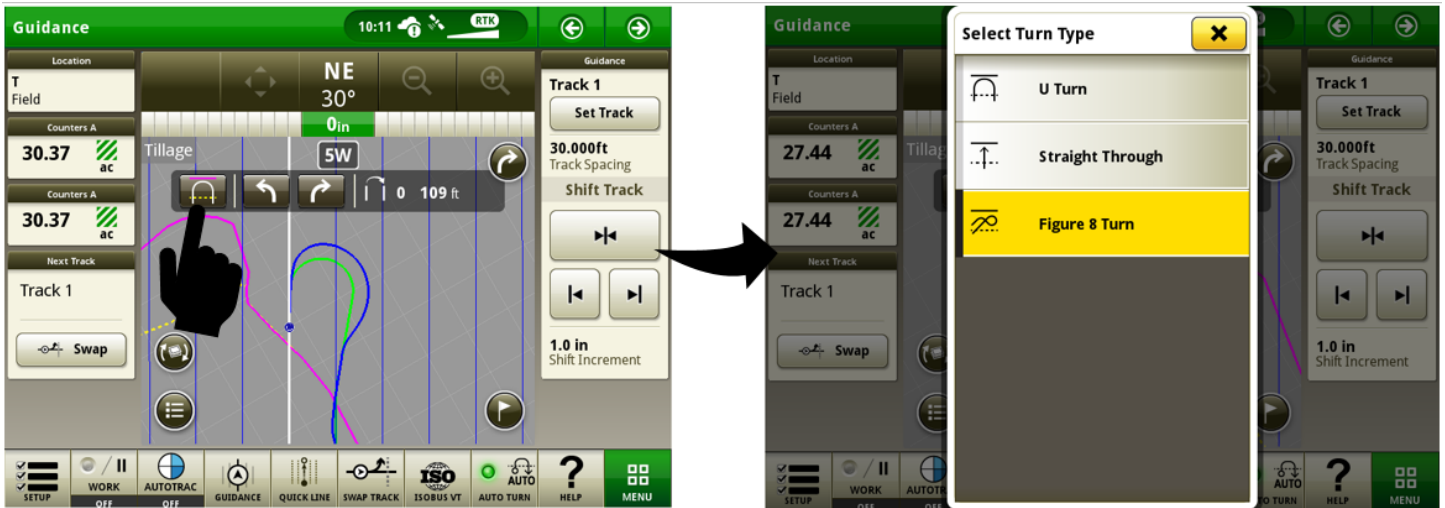 Guidance
10:11
RTK
Location
T
Field
Counters A
30.37
ac
Counters A
30.37
ac
Next Track
Track 1
Swap
NE
30°
0in
Tillage
5W
0 109 ft
Guidance
Track 1
Set Track
30.000ft
Track Spacing
Shift Track
1.0 in
Shift Increment
SETUP
WORK
OFF
AUTOTRAC
OFF
GUIDANCE
QUICK LINE
SWAP TRACK
ISO
ISOBUS VT
AUTO
AUTO TURN
?
HELP
MENU
Guidance
Location
T
Field
Counters A
27.44
ac
Counters A
27.44
ac
Next Track
Track 1
Swap
Tillag
Select Turn Type
U Turn
Straight Through
Figure 8 Turn
Guidance
Track 1
Set Track
30.000ft
Track Spacing
Shift Track
1.0 in
Shift Increment
SETUP
WORK
OFF
AUTOTR
OFF
AUTO
TO TURN
?
HELP
MENU